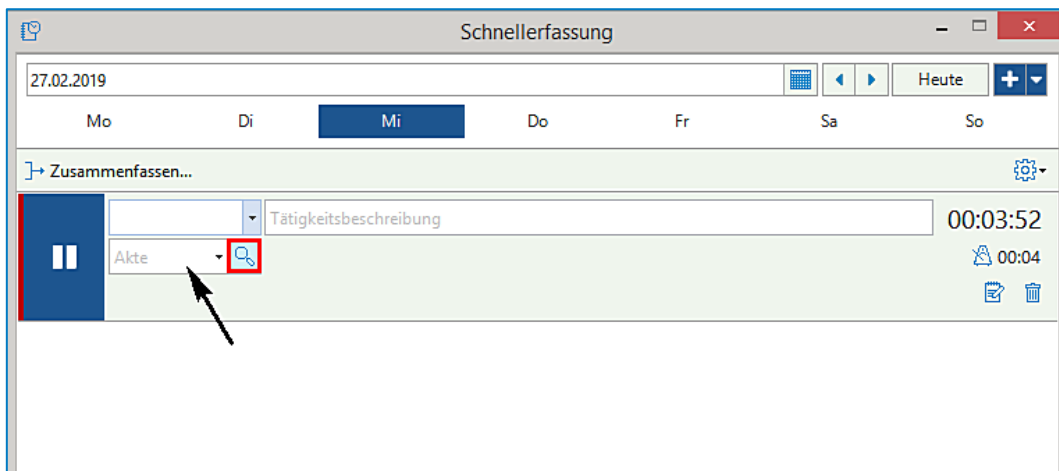 Schnellerfassung
27.02.2019 Heute
Mo Di Mi Do Fr Sa So
Zusammenfassen...
Tätigkeitsbeschreibung 00:03:52
Akte 00:04